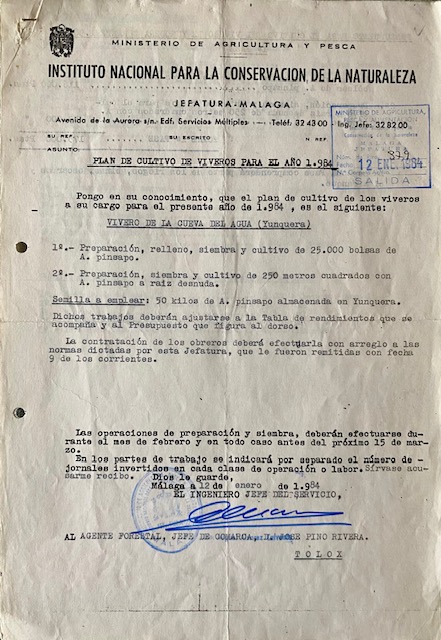 MINISTERIO DE AGRICULTURA Y PESCA
INSTITUTO NACIONAL PARA LA CONSERVACION DE LA NATURALEZA
JEFATURA-MALAGA
Avenida de la Aurora s/n. Edf. Servicios Múltiples — Teléf. 32 43 00 - Ing. Jefe: 32 82 00
SU REF. SU ESCRITO N REF
ASUNTO:
MINISTERIO DE AGRICULTURA,
12 ENE. 1984
SALIDA
PLAN DE CULTIVO DE VIVEROS PARA EL AÑO 1.984
Pongo en su conocimiento, que el plan de cultivo de los viveros
a su cargo para el presente año de 1.984 , es el siguiente:
VIVERO DE LA CUEVA DEL AGUA (Yunquera)
1º.- Preparación, relleno, siembra y cultivo de 25.000 bolsas de
A. pinsapo.
2º.- Preparación, siembra y cultivo de 250 metros cuadrados con
A. pinsapo a raiz desnuda.
Semilla a emplear: 50 kilos de A. pinsapo almacenada en Yunquera.
Dichos trabajos deberán ajustarse a la Tabla de rendimientos que se
acompaña y al Presupuesto que figura al dorso.
La contratación de los obreros deberá efectuarla con arreglo a las
normas dictadas por esta Jefatura, que le fueron remitidas con fecha
9 de los corrientes.
Las operaciones de preparación y siembra, deberán efectuarse du-
rante el mes de febrero y en todo caso antes del próximo 15 de mar-
zo.
En los partes de trabajo se indicará por separado el número de -
jornales invertidos en cada clase de operación o labor. Sírvase acu-
sarme recibo. Dios le guarde,
Málaga a 12 de enero de 1.984
EL INGENIERO JEFE DEL SERVICIO,
AL AGENTE FORESTAL, JEFE DE COMARCA, D. JOSE PINO RIVERA.
TOLOX